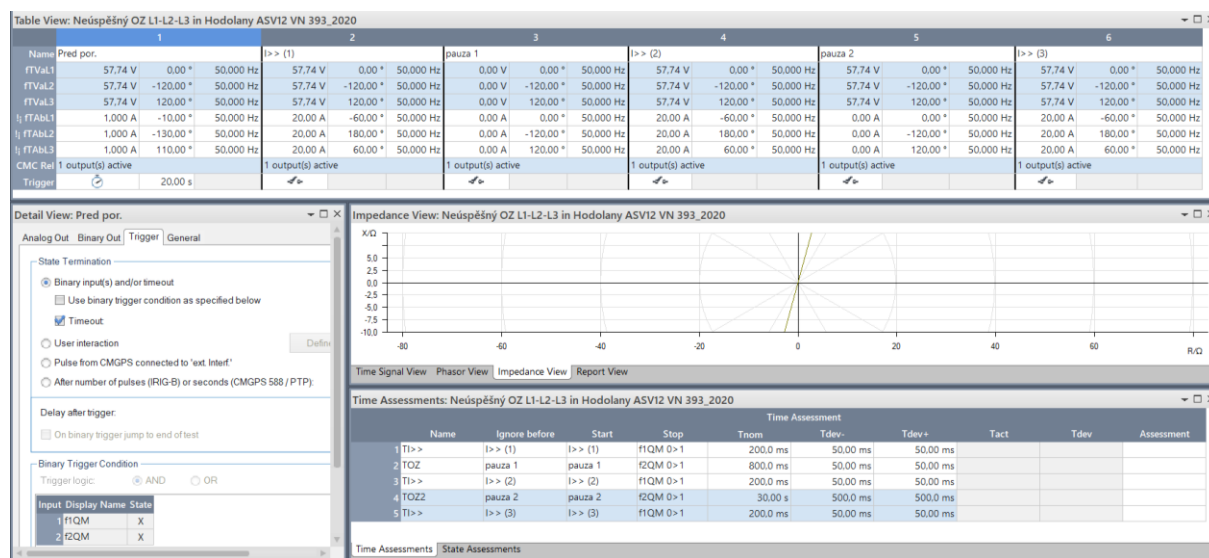 Table View: Neúspěšný OZ L1-L2-L3 in Hodolany ASV12 VN 393_2020
1 2 3 4 5 6
Name Pred por. I>> (1) pauza 1 I>> (2) pauza 2 I>> (3)
fTVaL1 57,74 V 0,00 ° 50,000 Hz 57,74 V 0,00 ° 50,000 Hz 0,00 V 0,00 ° 50,000 Hz 57,74 V 0,00 ° 50,000 Hz 57,74 V 0,00 ° 50,000 Hz 57,74 V 0,00 ° 50,000 Hz
fTVaL2 57,74 V -120,00 ° 50,000 Hz 57,74 V -120,00 ° 50,000 Hz 0,00 V -120,00 ° 50,000 Hz 57,74 V -120,00 ° 50,000 Hz 57,74 V -120,00 ° 50,000 Hz 57,74 V -120,00 ° 50,000 Hz
fTVaL3 57,74 V 120,00 ° 50,000 Hz 57,74 V 120,00 ° 50,000 Hz 0,00 V 120,00 ° 50,000 Hz 57,74 V 120,00 ° 50,000 Hz 57,74 V 120,00 ° 50,000 Hz 57,74 V 120,00 ° 50,000 Hz
fTAbL1 1,000 A -10,00 ° 50,000 Hz 20,00 A -60,00 ° 50,000 Hz 0,00 A 0,00 ° 50,000 Hz 20,00 A -60,00 ° 50,000 Hz 0,00 A 0,00 ° 50,000 Hz 20,00 A -60,00 ° 50,000 Hz
fTAbL2 1,000 A -130,00 ° 50,000 Hz 20,00 A 180,00 ° 50,000 Hz 0,00 A -120,00 ° 50,000 Hz 20,00 A 180,00 ° 50,000 Hz 0,00 A -120,00 ° 50,000 Hz 20,00 A 180,00 ° 50,000 Hz
fTAbL3 1,000 A 110,00 ° 50,000 Hz 20,00 A 60,00 ° 50,000 Hz 0,00 A 120,00 ° 50,000 Hz 20,00 A 60,00 ° 50,000 Hz 0,00 A 120,00 ° 50,000 Hz 20,00 A 60,00 ° 50,000 Hz
CMC Rel 1 output(s) active 1 output(s) active 1 output(s) active 1 output(s) active 1 output(s) active 1 output(s) active
Trigger 20,00 s
Detail View: Pred por.
Analog Out Binary Out Trigger General
State Termination
Binary input(s) and/or timeout
Use binary trigger condition as specified below
Timeout
User interaction
Define
Pulse from CMGPS connected to 'ext. Interf.'
After number of pulses (IRIG-B) or seconds (CMGPS 588 / PTP):
Delay after trigger:
On binary trigger jump to end of test
Binary Trigger Condition
Trigger logic: AND OR
Input Display Name State
1 f1QM X
2 f2QM X
Impedance View: Neúspěšný OZ L1-L2-L3 in Hodolany ASV12 VN 393_2020
X/Ω
5,0
2,5
0,0
-2,5
-5,0
-7,5
-10,0
-80 -60 -40 -20 0 20 40 60
R/Ω
Time Signal View Phasor View Impedance View Report View
Time Assessments: Neúspěšný OZ L1-L2-L3 in Hodolany ASV12 VN 393_2020
Time Assessment
Name Ignore before Start Stop Tnom Tdev- Tdev+ Tact Tdev Assessment
1 TI>> I>> (1) I>> (1) f1QM 0>1 200,0 ms 50,00 ms 50,00 ms
2 TOZ pauza 1 pauza 1 f2QM 0>1 800,0 ms 50,00 ms 50,00 ms
3 TI>> I>> (2) I>> (2) f1QM 0>1 200,0 ms 50,00 ms 50,00 ms
4 TOZ2 pauza 2 pauza 2 f2QM 0>1 30,00 s 500,0 ms 500,0 ms
5 TI>> I>> (3) I>> (3) f1QM 0>1 200,0 ms 50,00 ms 50,00 ms
Time Assessments State Assessments